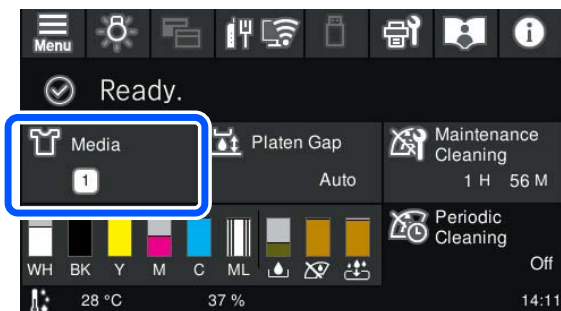 Menu
Ready.
Media
1
Platen Gap
Auto
Maintenance
Cleaning
1 H 56 M
WH BK Y M C ML
Periodic
Cleaning
Off
28 °C 37 % 14:11